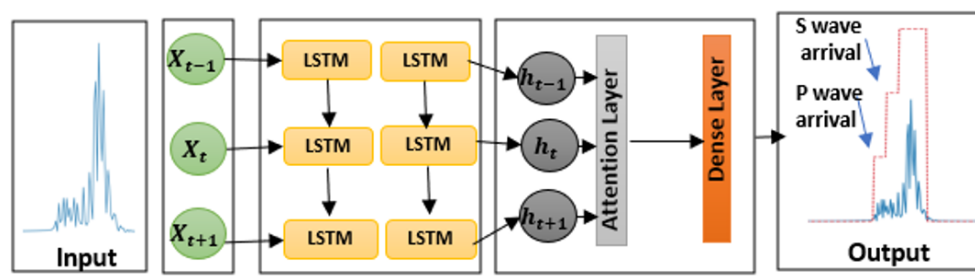 Input
X_{t-1}
X_t
X_{t+1}
LSTM
LSTM
LSTM
LSTM
LSTM
LSTM
h_{t-1}
h_t
h_{t+1}
Attention Layer
Dense Layer
S wave
arrival
P wave
arrival
Output